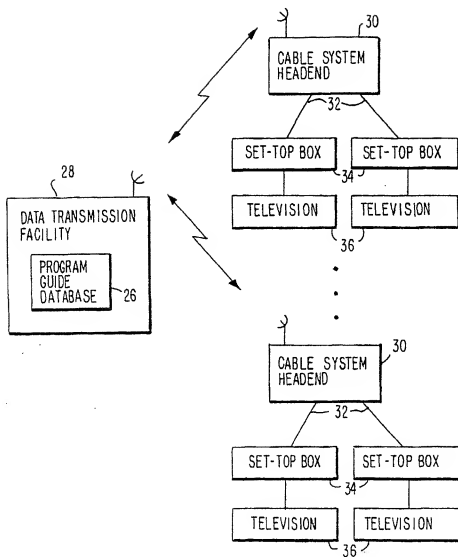 30
CABLE SYSTEM
HEADEND
32
SET-TOP BOX
SET-TOP BOX
34
TELEVISION
TELEVISION
36
28
DATA TRANSMISSION
FACILITY
PROGRAM
GUIDE
DATABASE
26
30
CABLE SYSTEM
HEADEND
32
SET-TOP BOX
SET-TOP BOX
34
TELEVISION
TELEVISION
36